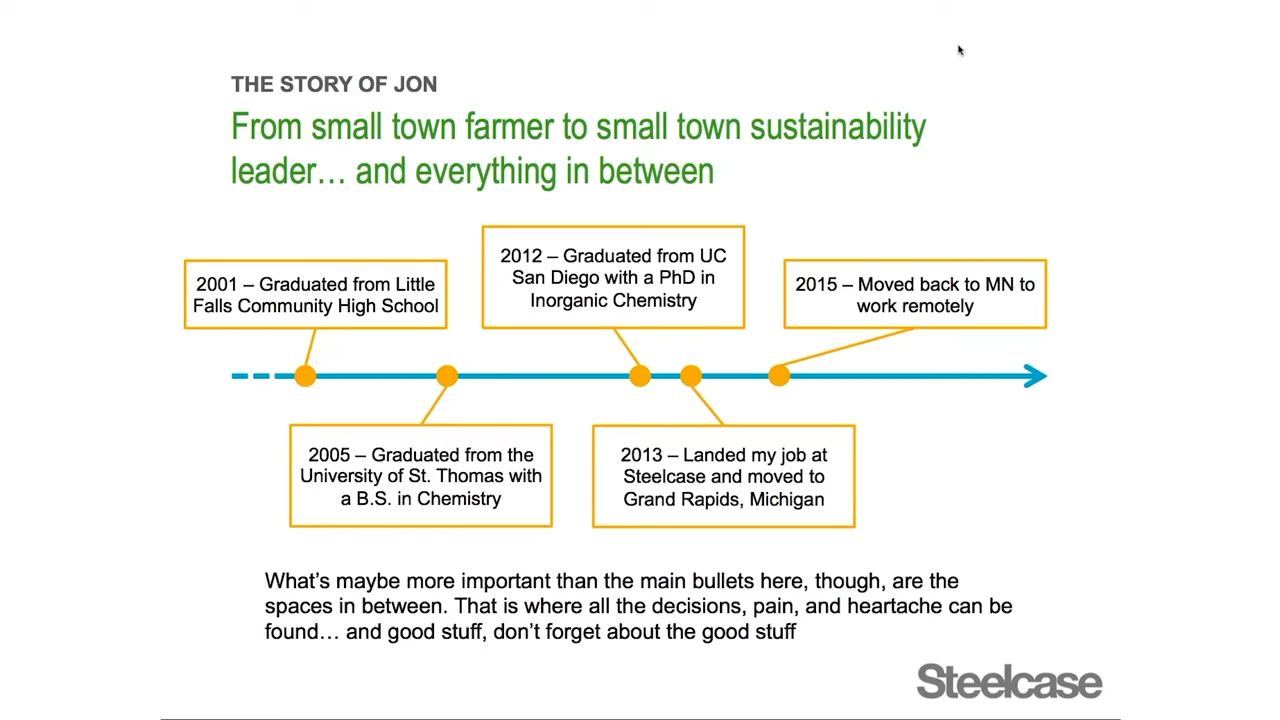 THE STORY OF JON
From small town farmer to small town sustainability
leader… and everything in between
2001 – Graduated from Little
Falls Community High School
2012 – Graduated from UC
San Diego with a PhD in
Inorganic Chemistry
2015 – Moved back to MN to
work remotely
2005 – Graduated from the
University of St. Thomas with
a B.S. in Chemistry
2013 – Landed my job at
Steelcase and moved to
Grand Rapids, Michigan
What’s maybe more important than the main bullets here, though, are the
spaces in between. That is where all the decisions, pain, and heartache can be
found… and good stuff, don’t forget about the good stuff
Steelcase